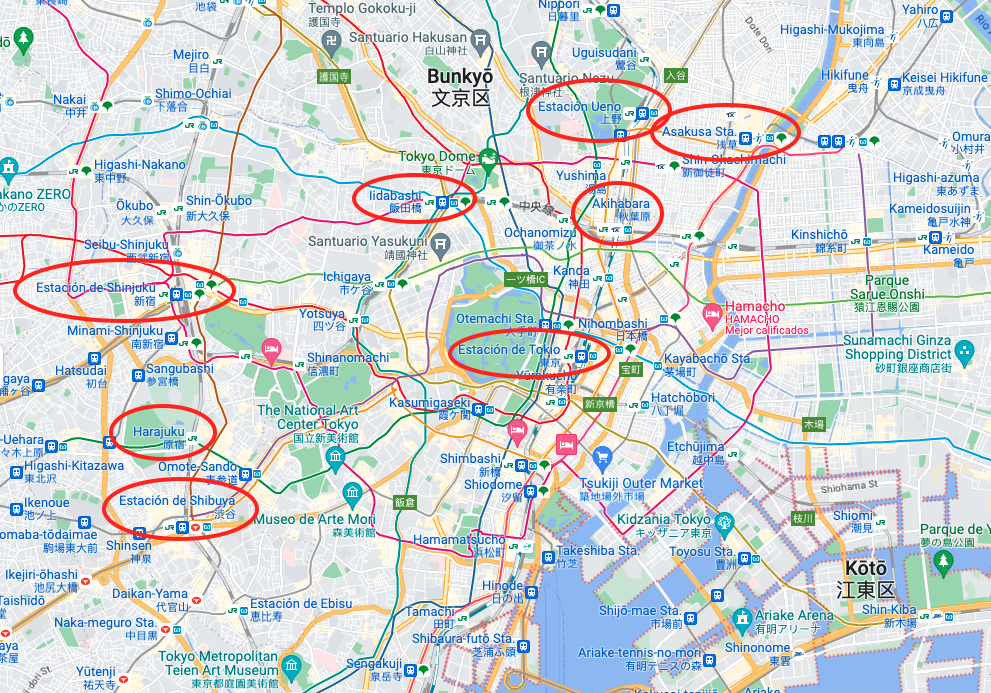 池袋
Templo Gokoku-ji
護国寺
護国寺
Nippori
日暮里
Yahiro
八広
Mejiro
目白
Santuario Hakusan
白山神社
Uguisudani
鶯谷
Dote Dori
Higashi-Mukojima
東向島
入谷
Bunkyō
文京区
Santuario Nezu
根津神社
Hikifune
曳舟
Keisei Hikifune
京成曳舟
Nakai
中井
Shimo-Ochiai
下落合
Estación Ueno
上野
Asakusa Sta.
浅草
Omura
小村井
Higashi-Nakano
東中野
Tokyo Dome
東京ドーム
Shin-Okachimachi
新御徒町
Yushima
湯島
Higashi-azuma
東あずま
akano ZERO
のZERO
Iidabashi
飯田橋
中央線
Akihabara
秋葉原
Shin-Ōkubo
新大久保
Ōkubo
大久保
Kameidosuijin
亀戸水神
Ochanomizu
御茶ノ水
Kinshichō
錦糸町
Kameido
亀戸
Seibu-Shinjuku
西武新宿
Santuario Yasukuni
靖國神社
Ichigaya
市ケ谷
Kanda
神田
一ツ橋IC
Parque
Sarue Onshi
猿江恩賜公園
Estación de Shinjuku
新宿
Yotsuya
四ツ谷
Otemachi Sta.
大手町
Nihombashi
日本橋
Hamacho
HAMACHO
Mejor calificados
Minami-Shinjuku
南新宿
Shinanomachi
信濃町
Estación de Tokio
東京
Kayabachō Sta.
茅場町
Sunamachi Ginza
Shopping District
砂町銀座商店街
Hatsudai
初台
Sangubashi
参宮橋
Yūrakuchō
有楽町
宝町
gaya
幡ヶ谷
Hatchōbori
八丁堀
新京橋
The National Art
Center Tokyo
国立新美術館
Kasumigaseki
霞ケ関
Harajuku
原宿
木場
-Uehara
々木上原
Etchūjima
越中島
Higashi-Kitazawa
東北沢
Omote-Sando
表参道
Shimbashi
新橋
Shiodome
汐留
Tsukiji Outer Market
築地場外市場
Shiohama St
Ikenoue
池ノ上
Estación de Shibuya
渋谷
飯倉
Museo de Arte Mori
森美術館
Kidzania Tokyo
キッザニア東京
枝川
Shiomi
潮見
Parque de Y
夢の島公園
omaba-tōdaimae
駒場東大前
Shinsen
神泉
Hamamatsucho
浜松町
Takeshiba Sta.
竹芝
Toyosu Sta.
豊洲
Kōtō
江東区
Ikejiri-ōhashi
池尻大橋
Hinode
日の出
Taishidō
Daikan-Yama
代官山
Estación de Ebisu
恵比寿
Tamachi
田町
Shijō-mae Sta.
市場前
Ariake Arena
有明アリーナ
Shin-Kiba
新木場
Naka-meguro Sta.
中目黒
Shibaura-futō Sta.
芝浦ふ頭
Ariake-tennis-no-mori
有明テニスの森
Shinonome
東雲
Tokyo Metropolitan
Teien Art Museum
東京都庭園美術館
Sengakuji
泉岳寺
Yūtenji
祐天寺